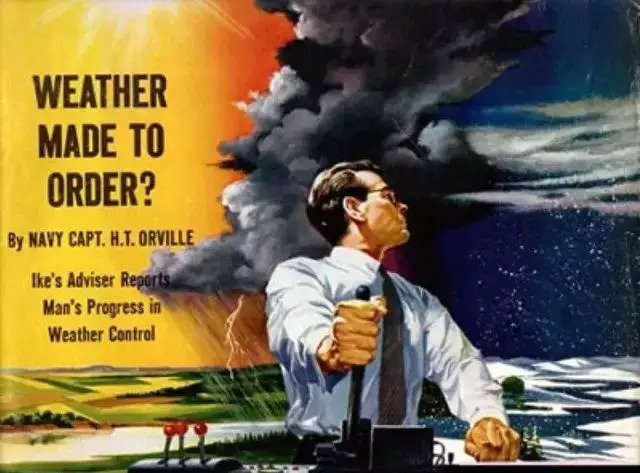 WEATHER
MADE TO
ORDER?
By NAVY CAPT. H.T. ORVILLE
Ike's Adviser Reports
Man's Progress in
Weather Control